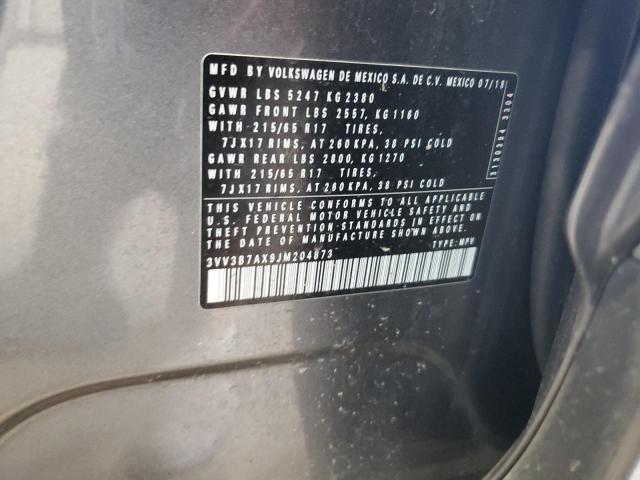 MFD BY VOLKSWAGEN DE MEXICO S.A. DE C.V. MEXICO 07/18
GVWR LBS 5247 KG 2380
GAWR FRONT LBS 2557, KG 1160
WITH 215/65 R17 TIRES,
7JX17 RIMS, AT 260 KPA, 38 PSI COLD
GAWR REAR LBS 2800, KG 1270
WITH 215/65 R17 TIRES,
7JX17 RIMS, AT 260 KPA, 38 PSI COLD
THIS VEHICLE CONFORMS TO ALL APPLICABLE
U.S. FEDERAL MOTOR VEHICLE SAFETY AND
THEFT PREVENTION STANDARDS IN EFFECT ON
THE DATE OF MANUFACTURE SHOWN ABOVE.
TYPE: MPV
3VV3B7AX9JM204873
3130334 3304